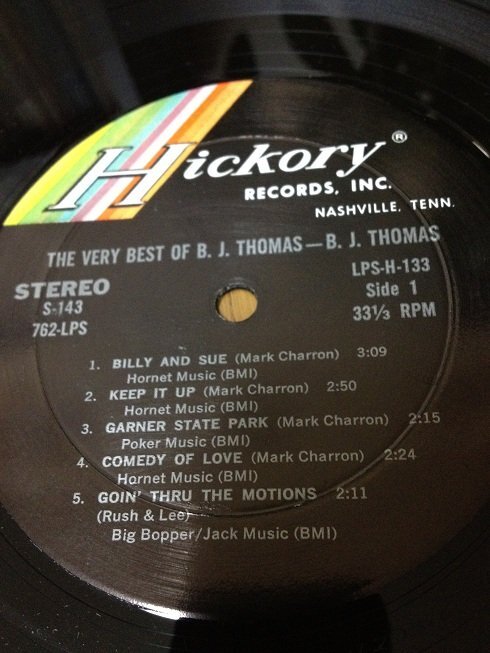 Hickory®
RECORDS, INC.
NASHVILLE, TENN.
THE VERY BEST OF B. J. THOMAS—B. J. THOMAS
STEREO
S-143
762-LPS
LPS-H-133
Side 1
33⅓ RPM
1. BILLY AND SUE (Mark Charron) 3:09
Hornet Music (BMI)
2. KEEP IT UP (Mark Charron) 2:50
Hornet Music (BMI)
3. GARNER STATE PARK (Mark Charron) 2:15
Poker Music (BMI)
4. COMEDY OF LOVE (Mark Charron) 2:24
Hornet Music (BMI)
5. GOIN' THRU THE MOTIONS 2:11
(Rush & Lee)
Big Bopper/Jack Music (BMI)